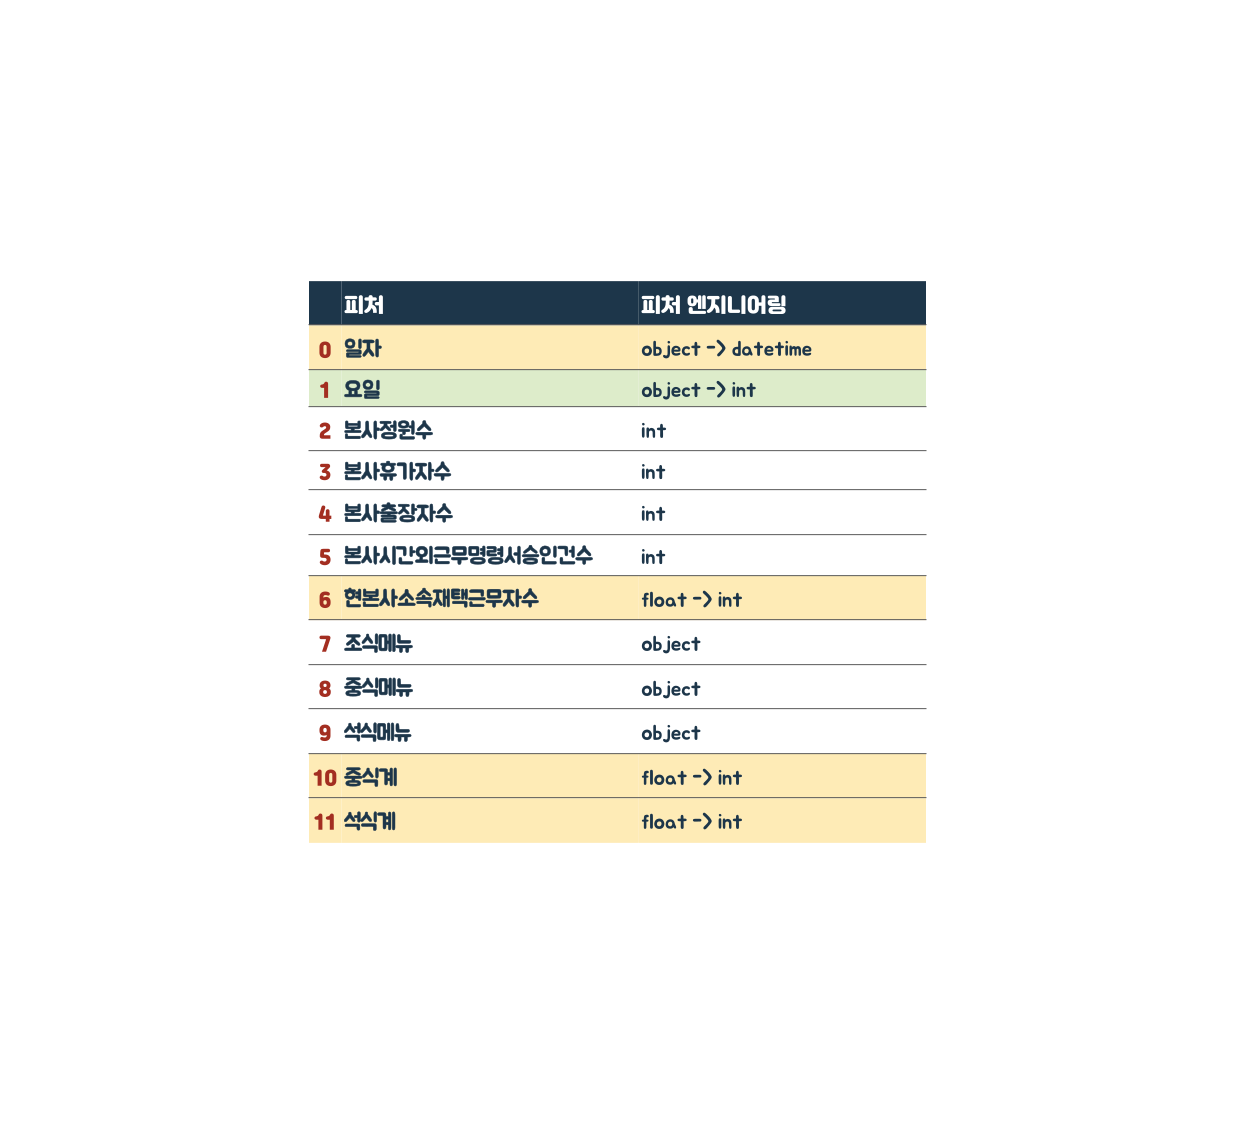 피처 피처 엔지니어링
0 일자 object -> datetime
1 요일 object -> int
2 본사정원수 int
3 본사휴가자수 int
4 본사출장자수 int
5 본사시간외근무명령서승인건수 int
6 현본사소속재택근무자수 float -> int
7 조식메뉴 object
8 중식메뉴 object
9 석식메뉴 object
10 중식계 float -> int
11 석식계 float -> int